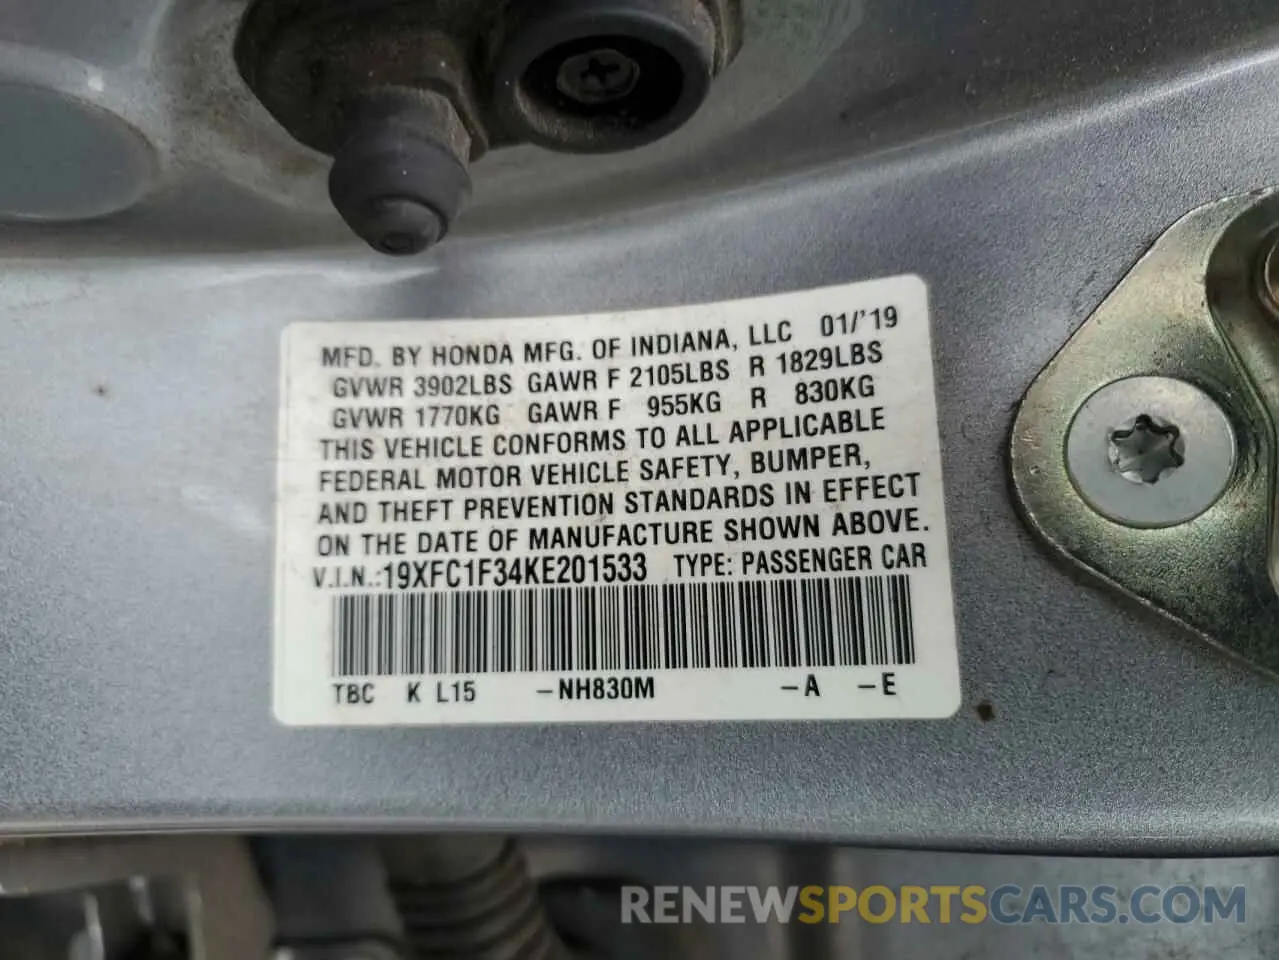 MFD. BY HONDA MFG. OF INDIANA, LLC 01/'19
GVWR 3902LBS GAWR F 2105LBS R 1829LBS
GVWR 1770KG GAWR F 955KG R 830KG
THIS VEHICLE CONFORMS TO ALL APPLICABLE
FEDERAL MOTOR VEHICLE SAFETY, BUMPER,
AND THEFT PREVENTION STANDARDS IN EFFECT
ON THE DATE OF MANUFACTURE SHOWN ABOVE.
V.I.N.:19XFC1F34KE201533 TYPE: PASSENGER CAR
TBC K L15 -NH830M -A -E
RENEWSPORTSCARS.COM